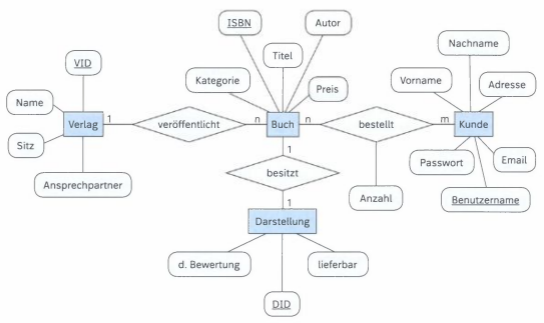 ISBN
Autor
Nachname
VID
Titel
Kategorie
Preis
Vorname
Adresse
Name
Verlag
1
veröffentlicht
n
Buch
n
bestellt
m
Kunde
Sitz
1
Passwort
Email
besitzt
Ansprechpartner
Anzahl
Benutzername
1
Darstellung
d. Bewertung
lieferbar
DID